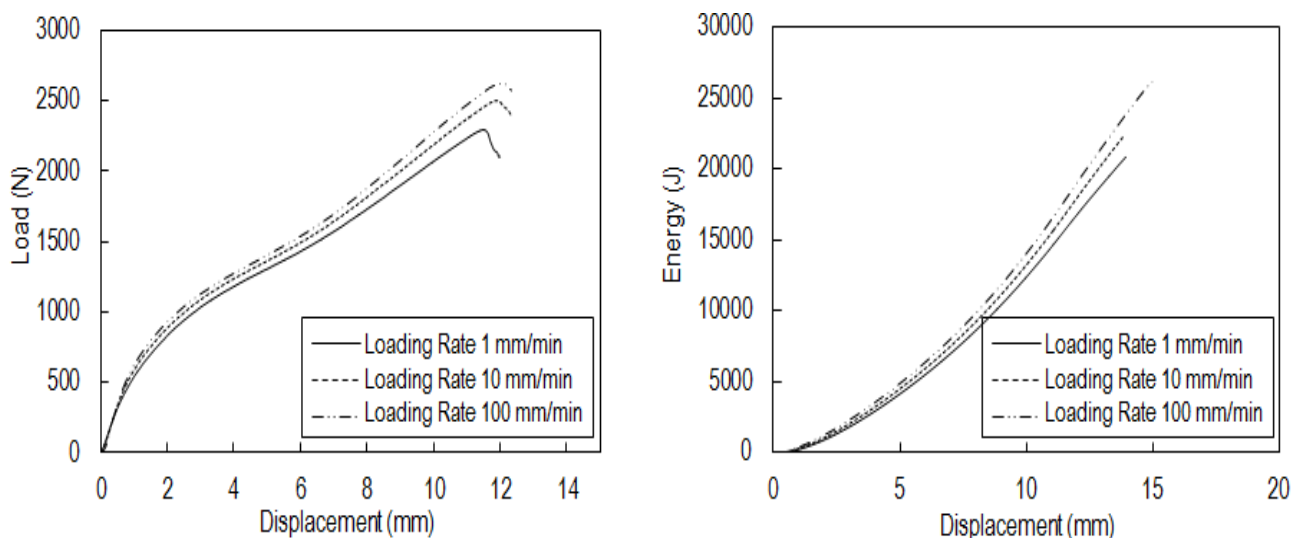 3000
2500
2000
1500
1000
500
0
Load (N)
0 2 4 6 8 10 12 14
Displacement (mm)
Loading Rate 1 mm/min
Loading Rate 10 mm/min
Loading Rate 100 mm/min
30000
25000
20000
15000
10000
5000
0
Energy (J)
0 5 10 15 20
Displacement (mm)
Loading Rate 1 mm/min
Loading Rate 10 mm/min
Loading Rate 100 mm/min